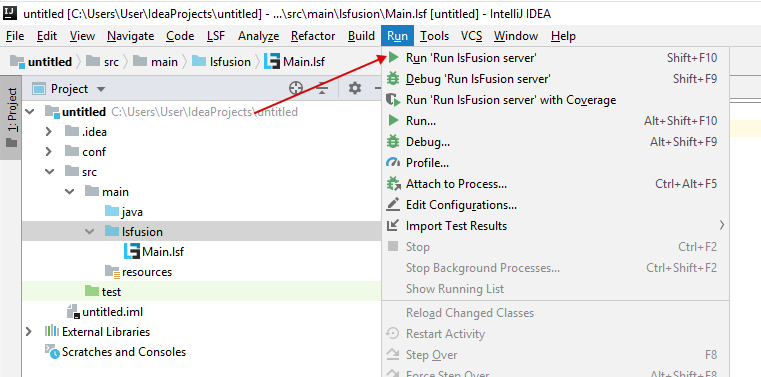 untitled [C:\Users\User\IdeaProjects\untitled] - ...\src\main\lsfusion\Main.lsf [untitled] - IntelliJ IDEA
File Edit View Navigate Code LSF Analyze Refactor Build Run Tools VCS Window Help
untitled src main lsfusion Main.lsf
Project
1: Project
untitled C:\Users\User\IdeaProjects\untitled
.idea
conf
src
main
java
lsfusion
Main.lsf
resources
test
untitled.iml
External Libraries
Scratches and Consoles
Run 'Run lsFusion server' Shift+F10
Debug 'Run lsFusion server' Shift+F9
Run 'Run lsFusion server' with Coverage
Run... Alt+Shift+F10
Debug... Alt+Shift+F9
Profile...
Attach to Process... Ctrl+Alt+F5
Edit Configurations...
Import Test Results
Stop Ctrl+F2
Stop Background Processes... Ctrl+Shift+F2
Show Running List
Reload Changed Classes
Restart Activity
Step Over F8
Force Step Over Alt+Shift+F8